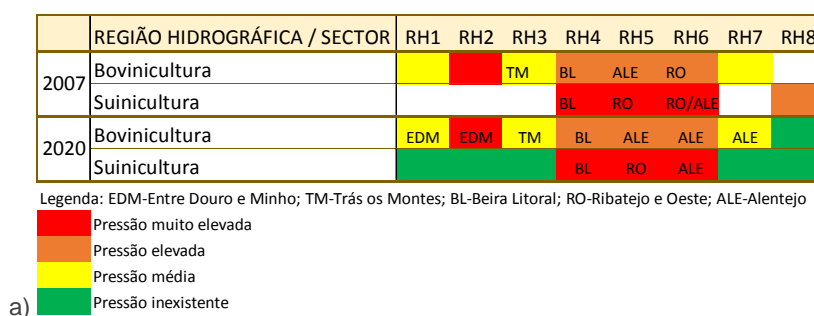 REGIÃO HIDROGRÁFICA / SECTOR RH1 RH2 RH3 RH4 RH5 RH6 RH7 RH8
2007 Bovinicultura TM BL ALE RO
Suinicultura BL RO RO/ALE
2020 Bovinicultura EDM EDM TM BL ALE ALE ALE
Suinicultura BL RO ALE
Legenda: EDM-Entre Douro e Minho; TM-Trás os Montes; BL-Beira Litoral; RO-Ribatejo e Oeste; ALE-Alentejo
Pressão muito elevada
Pressão elevada
Pressão média
a) Pressão inexistente